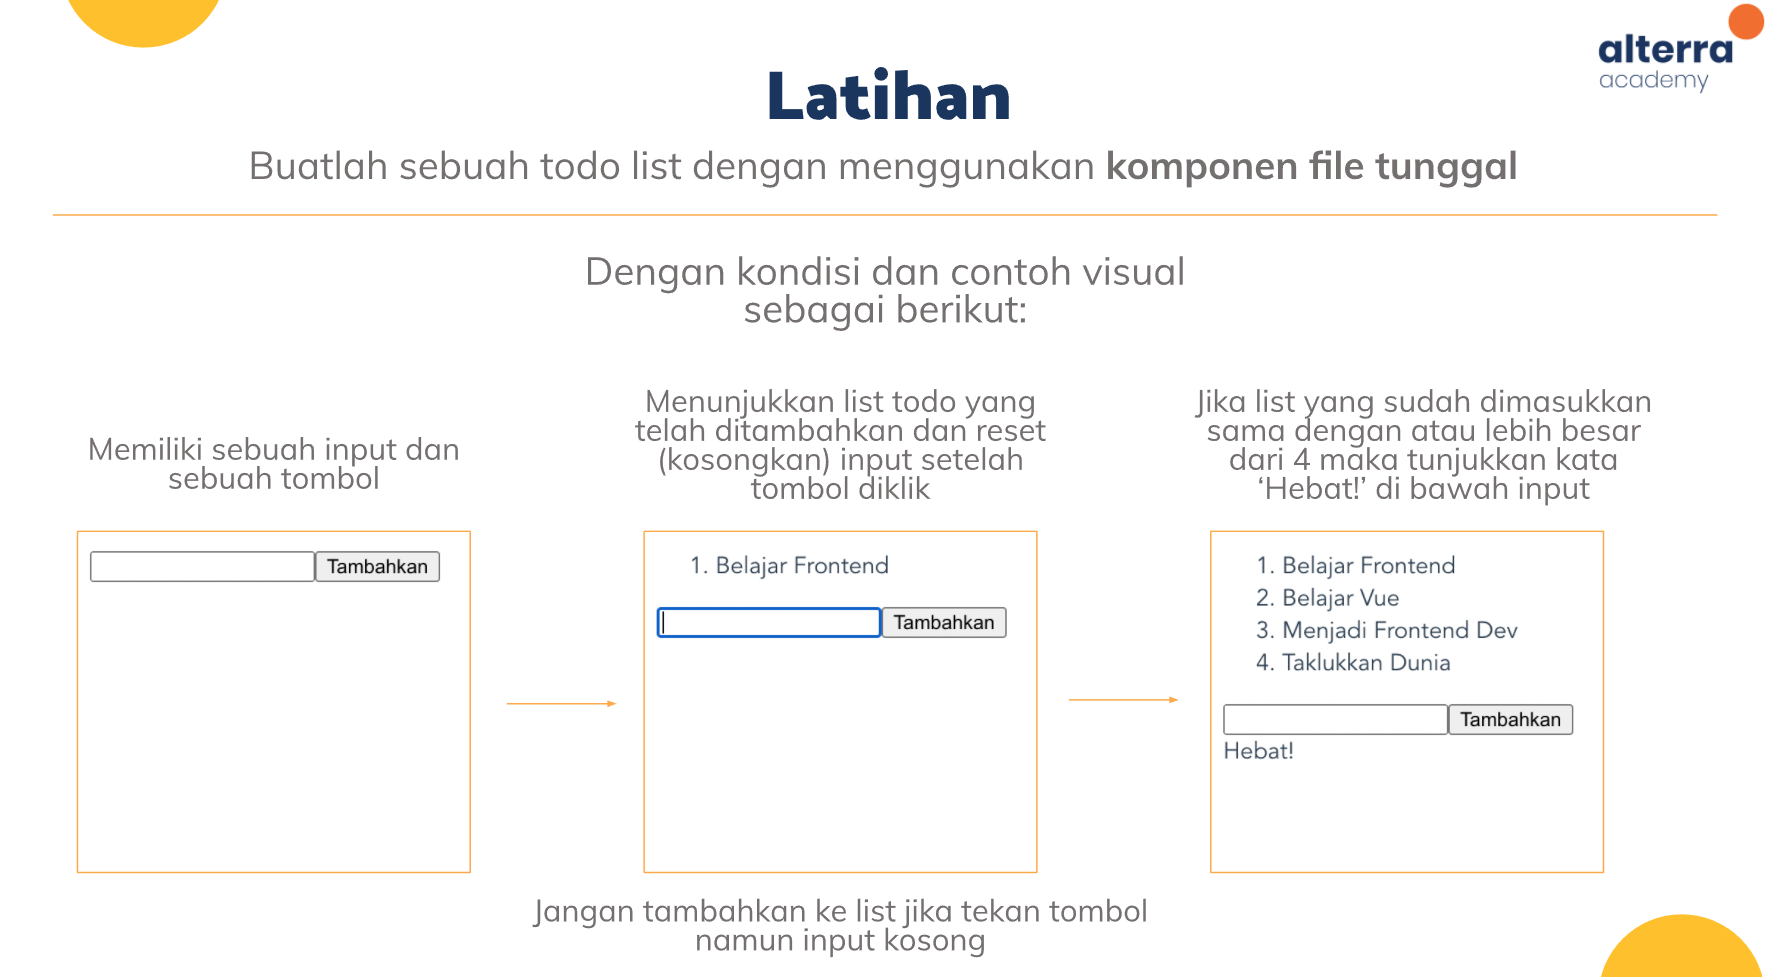 alterra
academy
Latihan
Buatlah sebuah todo list dengan menggunakan komponen file tunggal
Dengan kondisi dan contoh visual
sebagai berikut:
Memiliki sebuah input dan
sebuah tombol
Tambahkan
Menunjukkan list todo yang
telah ditambahkan dan reset
(kosongkan) input setelah
tombol diklik
1. Belajar Frontend
Tambahkan
Jika list yang sudah dimasukkan
sama dengan atau lebih besar
dari 4 maka tunjukkan kata
‘Hebat!’ di bawah input
1. Belajar Frontend
2. Belajar Vue
3. Menjadi Frontend Dev
4. Taklukkan Dunia
Tambahkan
Hebat!
Jangan tambahkan ke list jika tekan tombol
namun input kosong